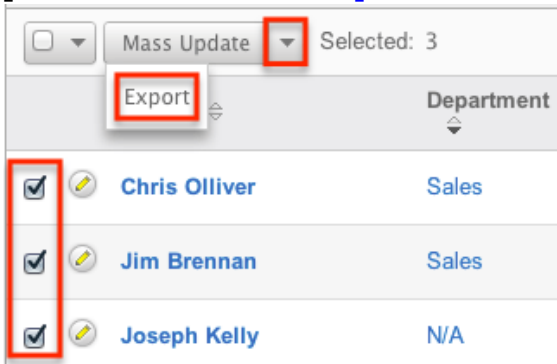 Mass Update Selected: 3
Export
Department
Chris Olliver Sales
Jim Brennan Sales
Joseph Kelly N/A